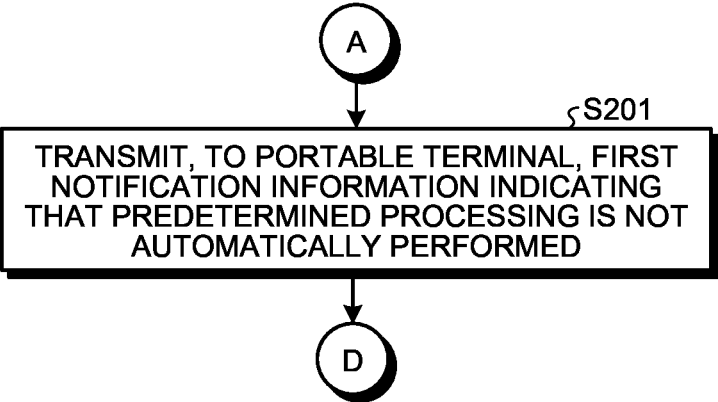 A
S201
TRANSMIT, TO PORTABLE TERMINAL, FIRST
NOTIFICATION INFORMATION INDICATING
THAT PREDETERMINED PROCESSING IS NOT
AUTOMATICALLY PERFORMED
D